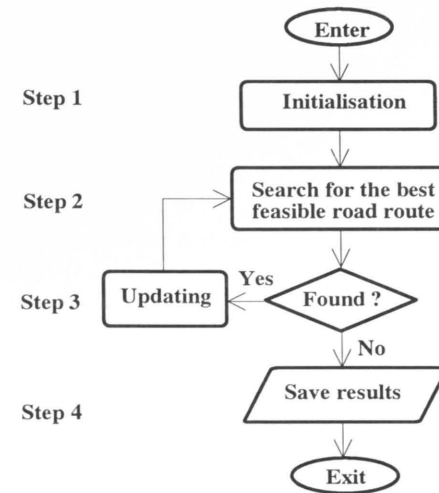 Enter
Step 1
Initialisation
Step 2
Search for the best
feasible road route
Step 3
Updating
Yes
Found ?
No
Save results
Step 4
Exit